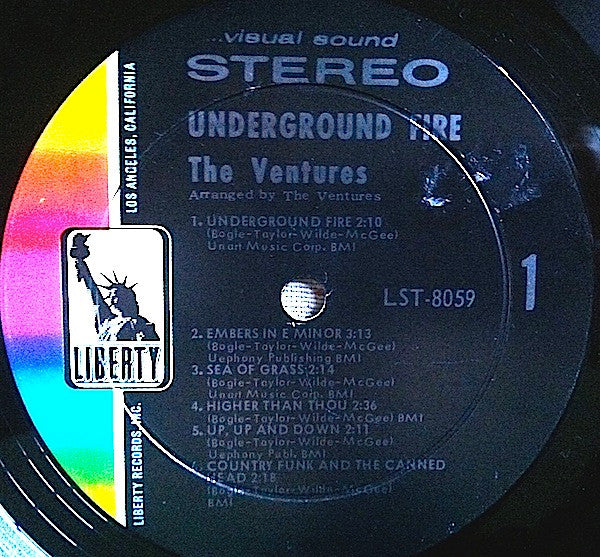 ...visual sound
STEREO
UNDERGROUND FIRE
The Ventures
Arranged by The Ventures
1. UNDERGROUND FIRE 2:10
(Bogle-Taylor-Wilde-McGee)
Unart Music Corp. BMI
LST-8059
1
2. EMBERS IN E MINOR 3:13
(Bogle-Taylor-Wilde-McGee)
Uephony Publishing BMI
3. SEA OF GRASS 2:14
(Bogle-Taylor-Wilde-McGee)
Unart Music Corp. BMI
4. HIGHER THAN THOU 2:36
(Bogle-Taylor-Wilde-McGee) BMI
5. UP, UP AND DOWN 2:11
(Bogle-Taylor-Wilde-McGee)
Uephony Publ. BMI
COUNTRY FUNK AND THE CANNED
HEAD 2:18
(Bogle-Taylor-Wilde-McGee)
BMI
LIBERTY
LIBERTY RECORDS, INC.
LOS ANGELES, CALIFORNIA